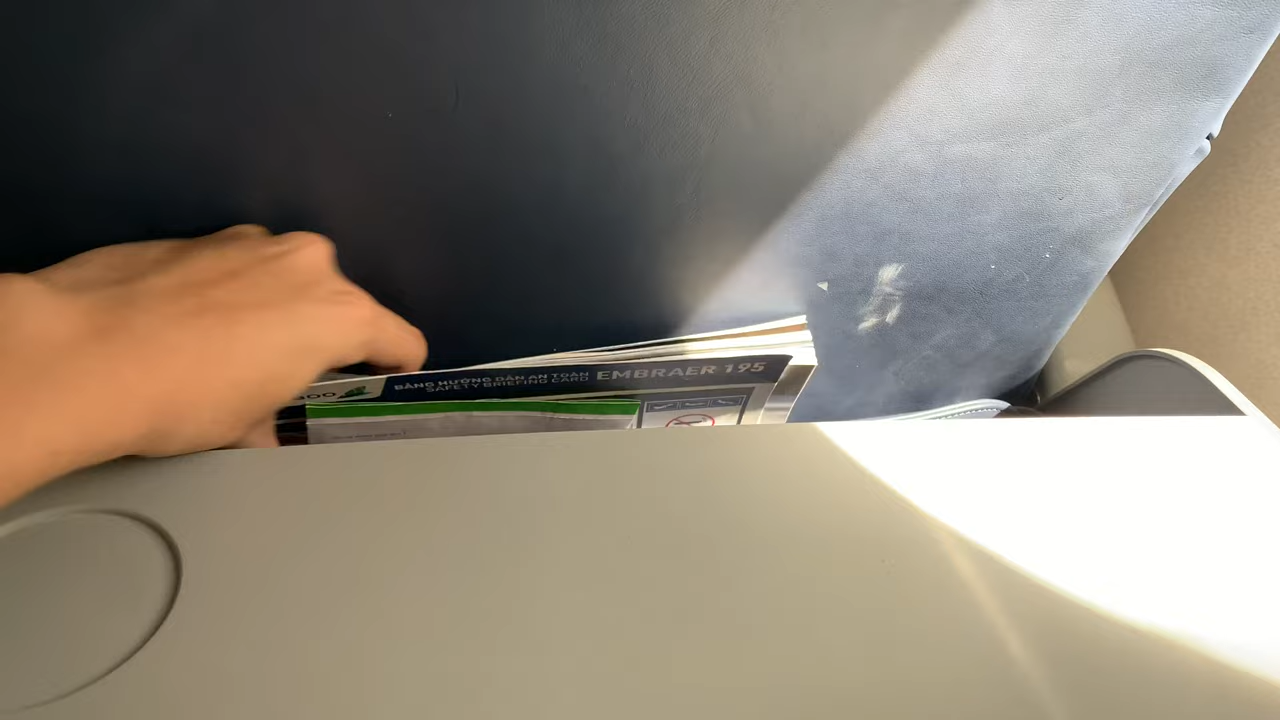 BẢNG HƯỚNG DẪN AN TOÀN
SAFETY BRIEFING CARD
EMBRAER 195